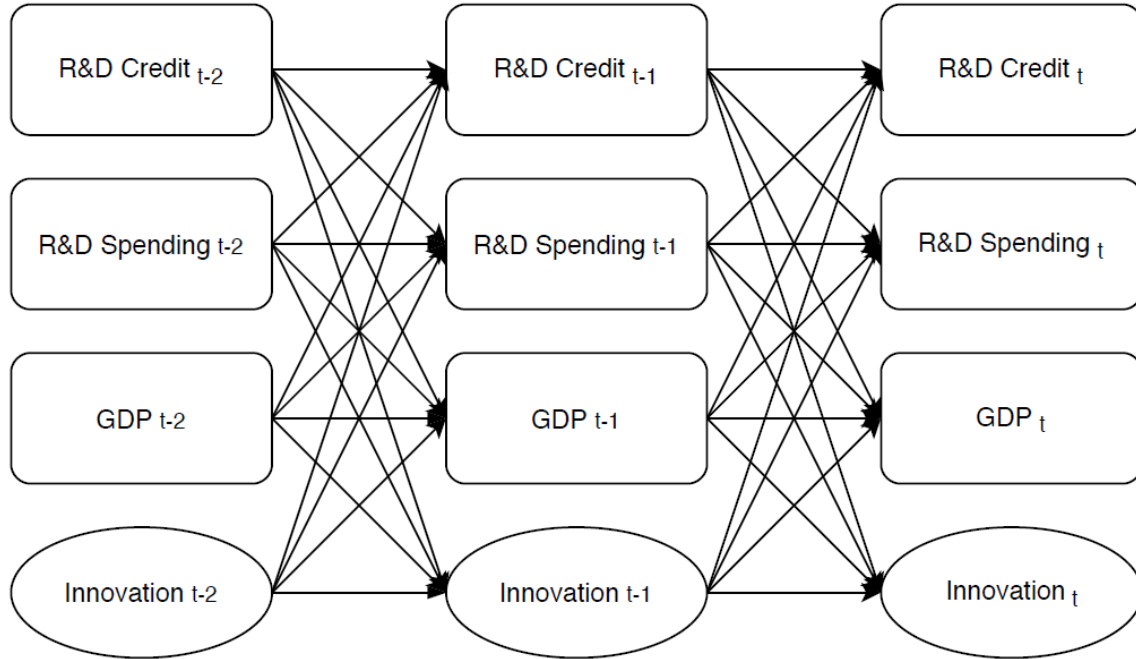 R&D Credit t-2
R&D Credit t-1
R&D Credit t
R&D Spending t-2
R&D Spending t-1
R&D Spending t
GDP t-2
GDP t-1
GDP t
Innovation t-2
Innovation t-1
Innovation t